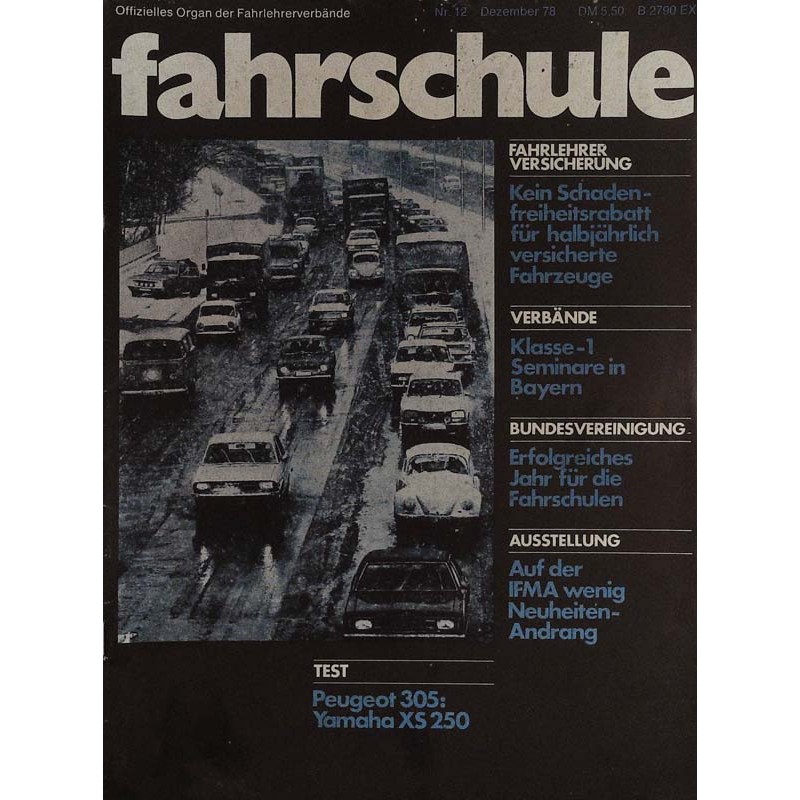 Offizielles Organ der Fahrlehrerverbände
Nr. 12 Dezember 78 DM 5,50 B 2790 EX
fahrschule
FAHRLEHRER
VERSICHERUNG
Kein Schaden-
freiheitsrabatt
für halbjährlich
versicherte
Fahrzeuge
VERBÄNDE
Klasse-1
Seminare in
Bayern
BUNDESVEREINIGUNG
Erfolgreiches
Jahr für die
Fahrschulen
AUSSTELLUNG
Auf der
IFMA wenig
Neuheiten-
Andrang
TEST
Peugeot 305:
Yamaha XS 250